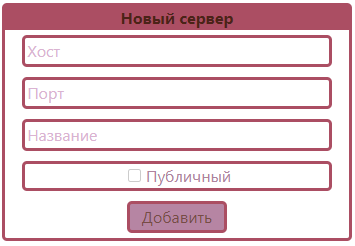 Новый сервер
Хост
Порт
Название
Публичный
Добавить